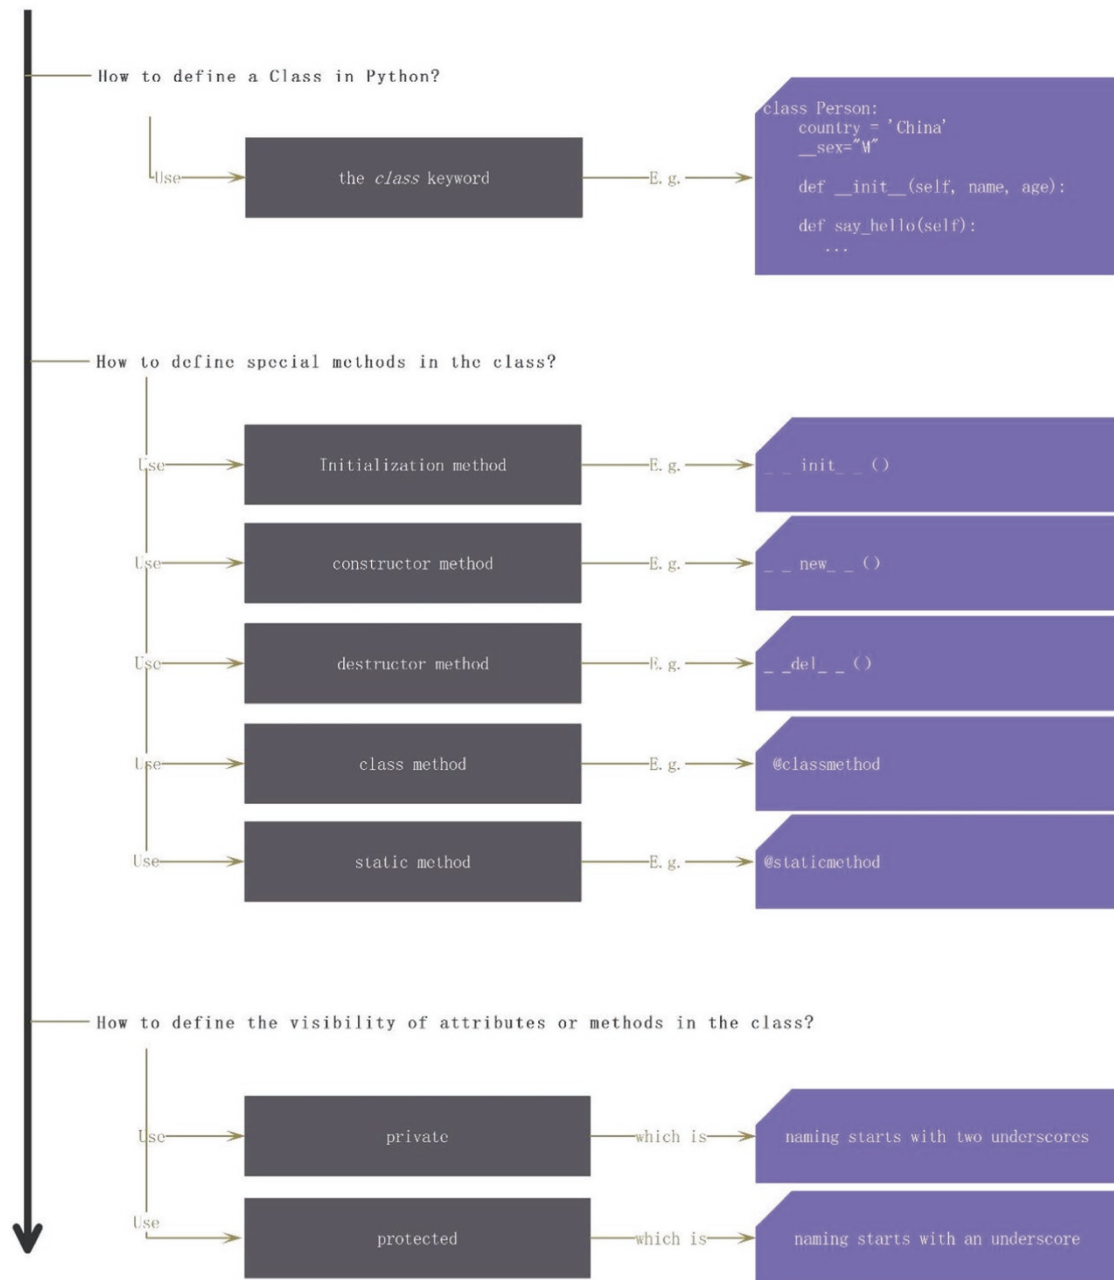 How to define a Class in Python?
Use
the class keyword
E.g.
class Person:
country = 'China'
__sex="M"
def __init__(self, name, age):
def say_hello(self):
...
How to define special methods in the class?
Use
Initialization method
E.g.
_ _ init_ _ ()
Use
constructor method
E.g.
_ _ new_ _ ()
Use
destructor method
E.g.
_ _del_ _ ()
Use
class method
E.g.
@classmethod
Use
static method
E.g.
@staticmethod
How to define the visibility of attributes or methods in the class?
Use
private
which is
naming starts with two underscores
Use
protected
which is
naming starts with an underscore